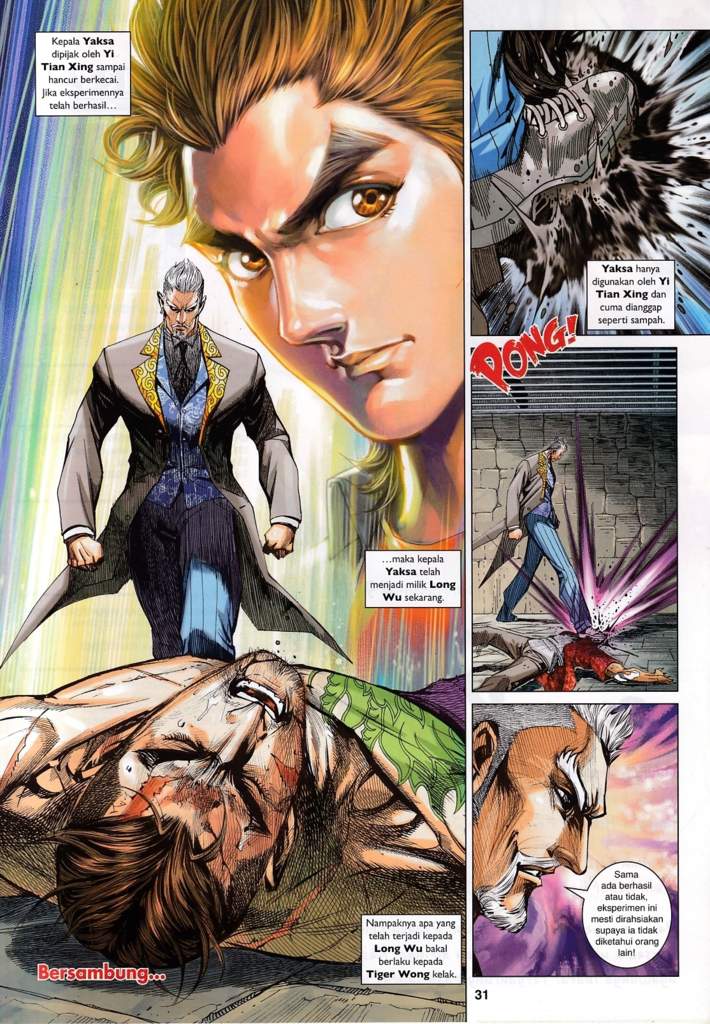 Kepala Yaksa
dipijak oleh Yi
Tian Xing sampai
hancur berkecai.
Jika eksperimennya
telah berhasil...
Yaksa hanya
digunakan oleh Yi
Tian Xing dan
cuma dianggap
seperti sampah.
PONG!
...maka kepala
Yaksa telah
menjadi milik Long
Wu sekarang.
Sama
ada berhasil
atau tidak,
eksperimen ini
mesti dirahsiakan
supaya ia tidak
diketahui orang
lain!
Nampaknya apa yang
telah terjadi kepada
Long Wu bakal
berlaku kepada
Tiger Wong kelak.
Bersambung...
31